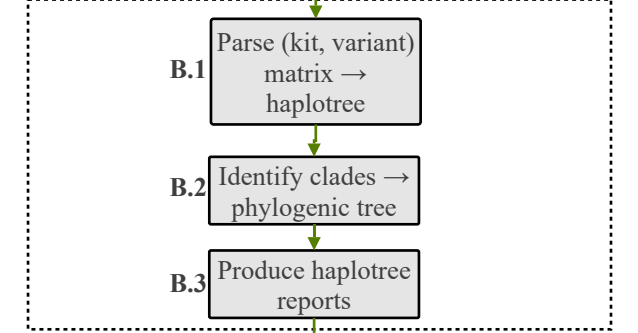 B.1
Parse (kit, variant)
matrix →
haplotree
B.2
Identify clades →
phylogenic tree
B.3
Produce haplotree
reports